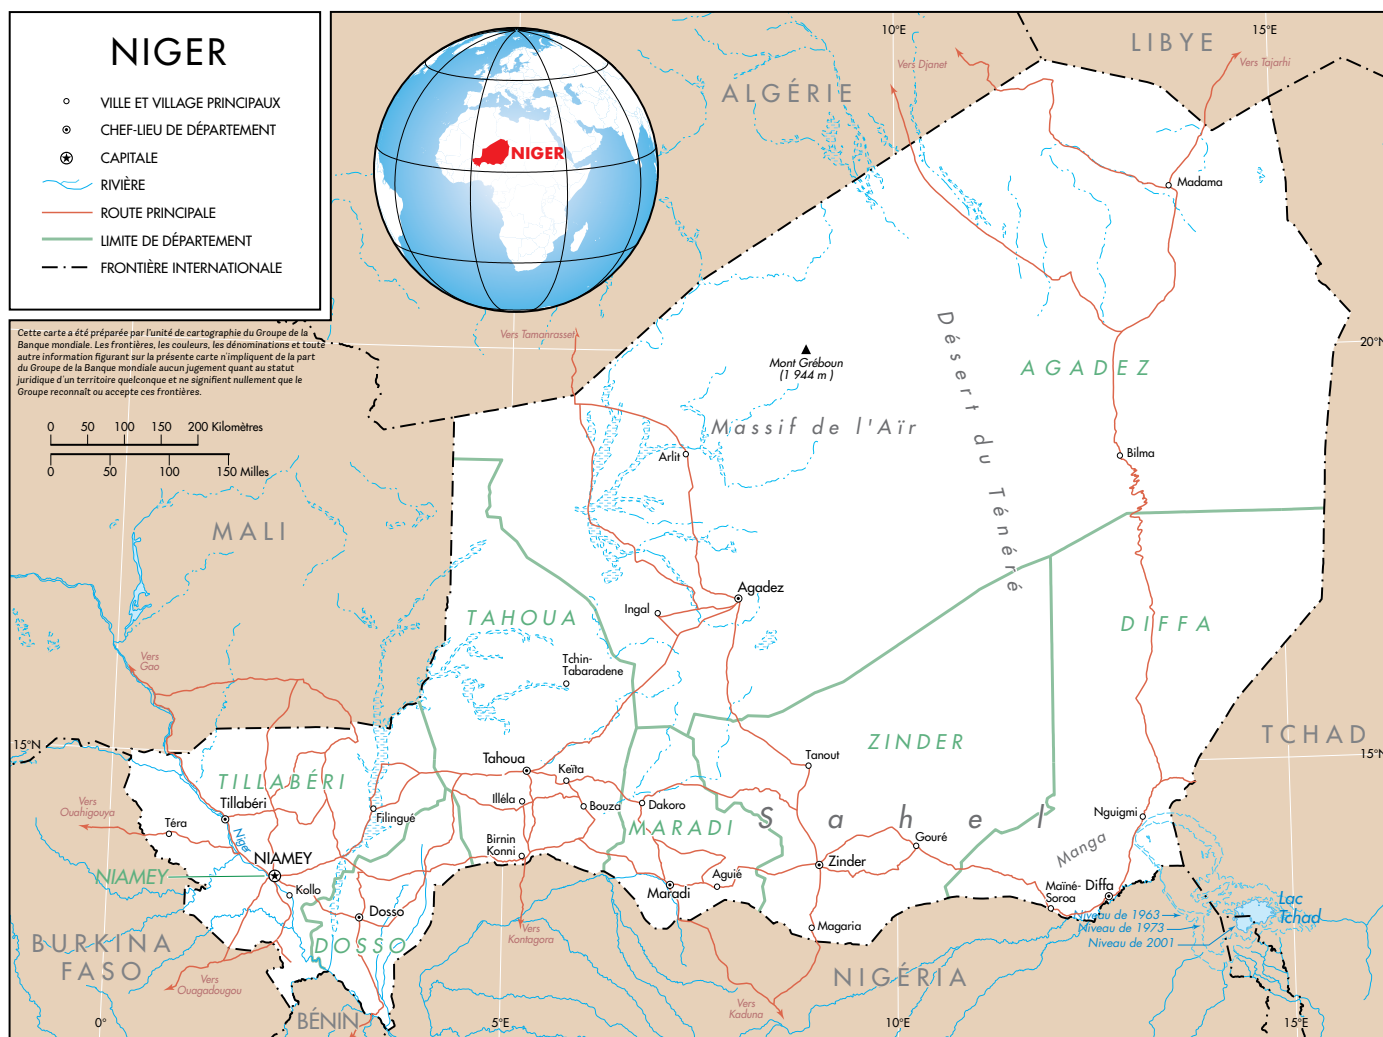 NIGER
VILLE ET VILLAGE PRINCIPAUX
CHEF-LIEU DE DÉPARTEMENT
CAPITALE
RIVIÈRE
ROUTE PRINCIPALE
LIMITE DE DÉPARTEMENT
FRONTIÈRE INTERNATIONALE
NIGER
Cette carte a été préparée par l'unité de cartographie du Groupe de la
Banque mondiale. Les frontières, les couleurs, les dénominations et toute
autre information figurant sur la présente carte n'impliquent de la part
du Groupe de la Banque mondiale aucun jugement quant au statut
juridique d'un territoire quelconque et ne signifient nullement que le
Groupe reconnaît ou accepte ces frontières.
0 50 100 150 200 Kilomètres
0 50 100 150 Milles
10°E
15°E
LIBYE
Vers Djanet
Vers Tajarhi
ALGÉRIE
Madama
Vers Tamanrasset
20°N
Mont Gréboun
(1 944 m )
AGADEZ
Désert du Ténéré
Massif de l'Aïr
Arlit
Bilma
MALI
Agadez
Ingal
TAHOUA
DIFFA
Tchin-
Tabaradene
Vers
Gao
15°N
TCHAD
ZINDER
15°N
Tanout
Tahoua
Keïta
TILLABÉRI
Illéla
Bouza
Dakoro
Vers
Ouahigouya
Tillabéri
Filingué
Téra
Niger
MARADI
Sahel
Nguigmi
Gouré
Manga
Birnin
Konni
NIAMEY
NIAMEY
Kollo
Zinder
Aguié
Maradi
Maïné-
Soroa
Diffa
Lac
Tchad
Niveau de 1963
Niveau de 1973
Niveau de 2001
Dosso
DOSSO
Magaria
Vers
Kontagora
BURKINA
FASO
Vers
Ouagadougou
NIGÉRIA
Vers
Kaduna
BÉNIN
0°
5°E
10°E
15°E